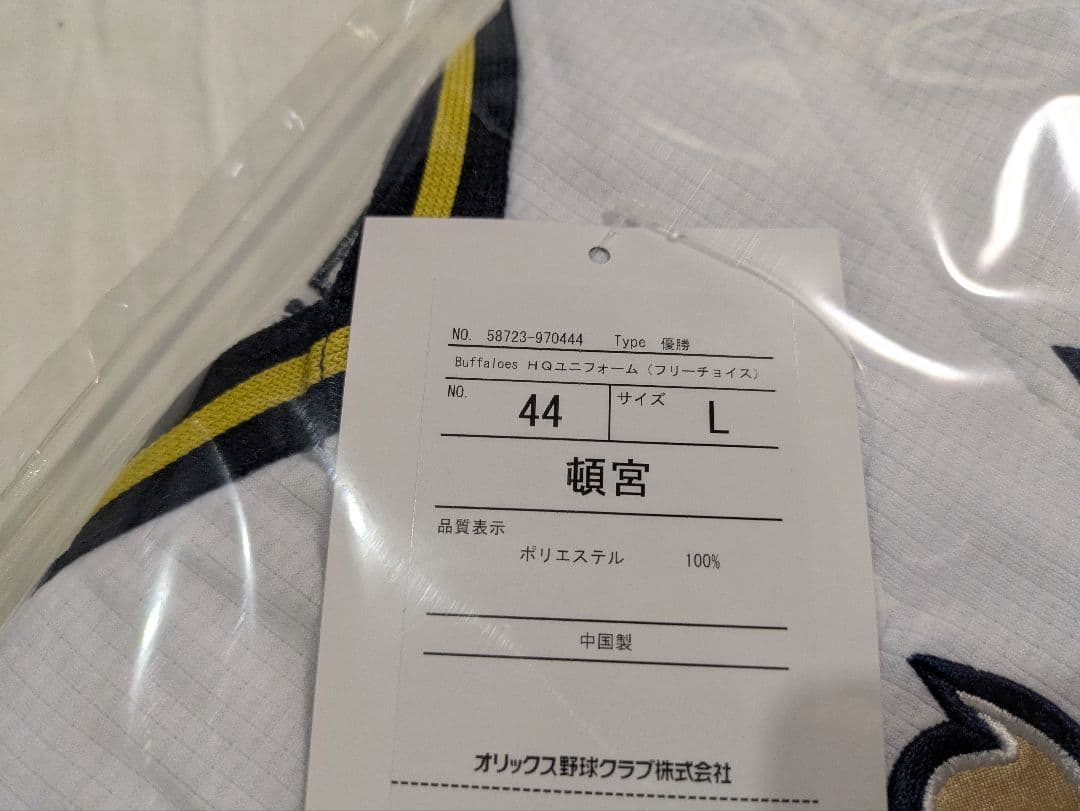 NO. 58723-970444 Type 優勝
Buffaloes HQユニフォーム(フリーチョイス)
NO. 44 サイズ L
頓宮
品質表示
ポリエステル 100%
中国製
オリックス野球クラブ株式会社